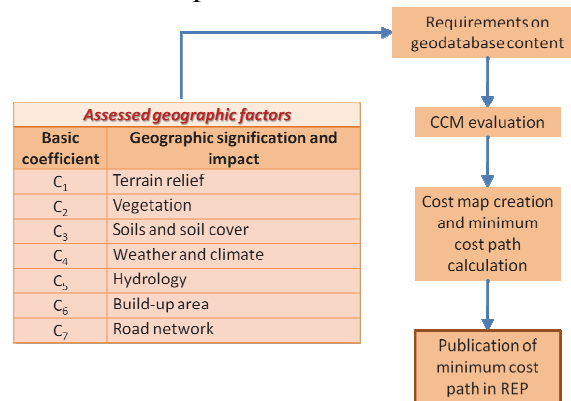 Requirements on
geodatabase content
Assessed geographic factors
Basic coefficient Geographic signification and impact
C1 Terrain relief
C2 Vegetation
C3 Soils and soil cover
C4 Weather and climate
C5 Hydrology
C6 Build-up area
C7 Road network
CCM evaluation
Cost map creation
and minimum
cost path
calculation
Publication of
minimum cost
path in REP